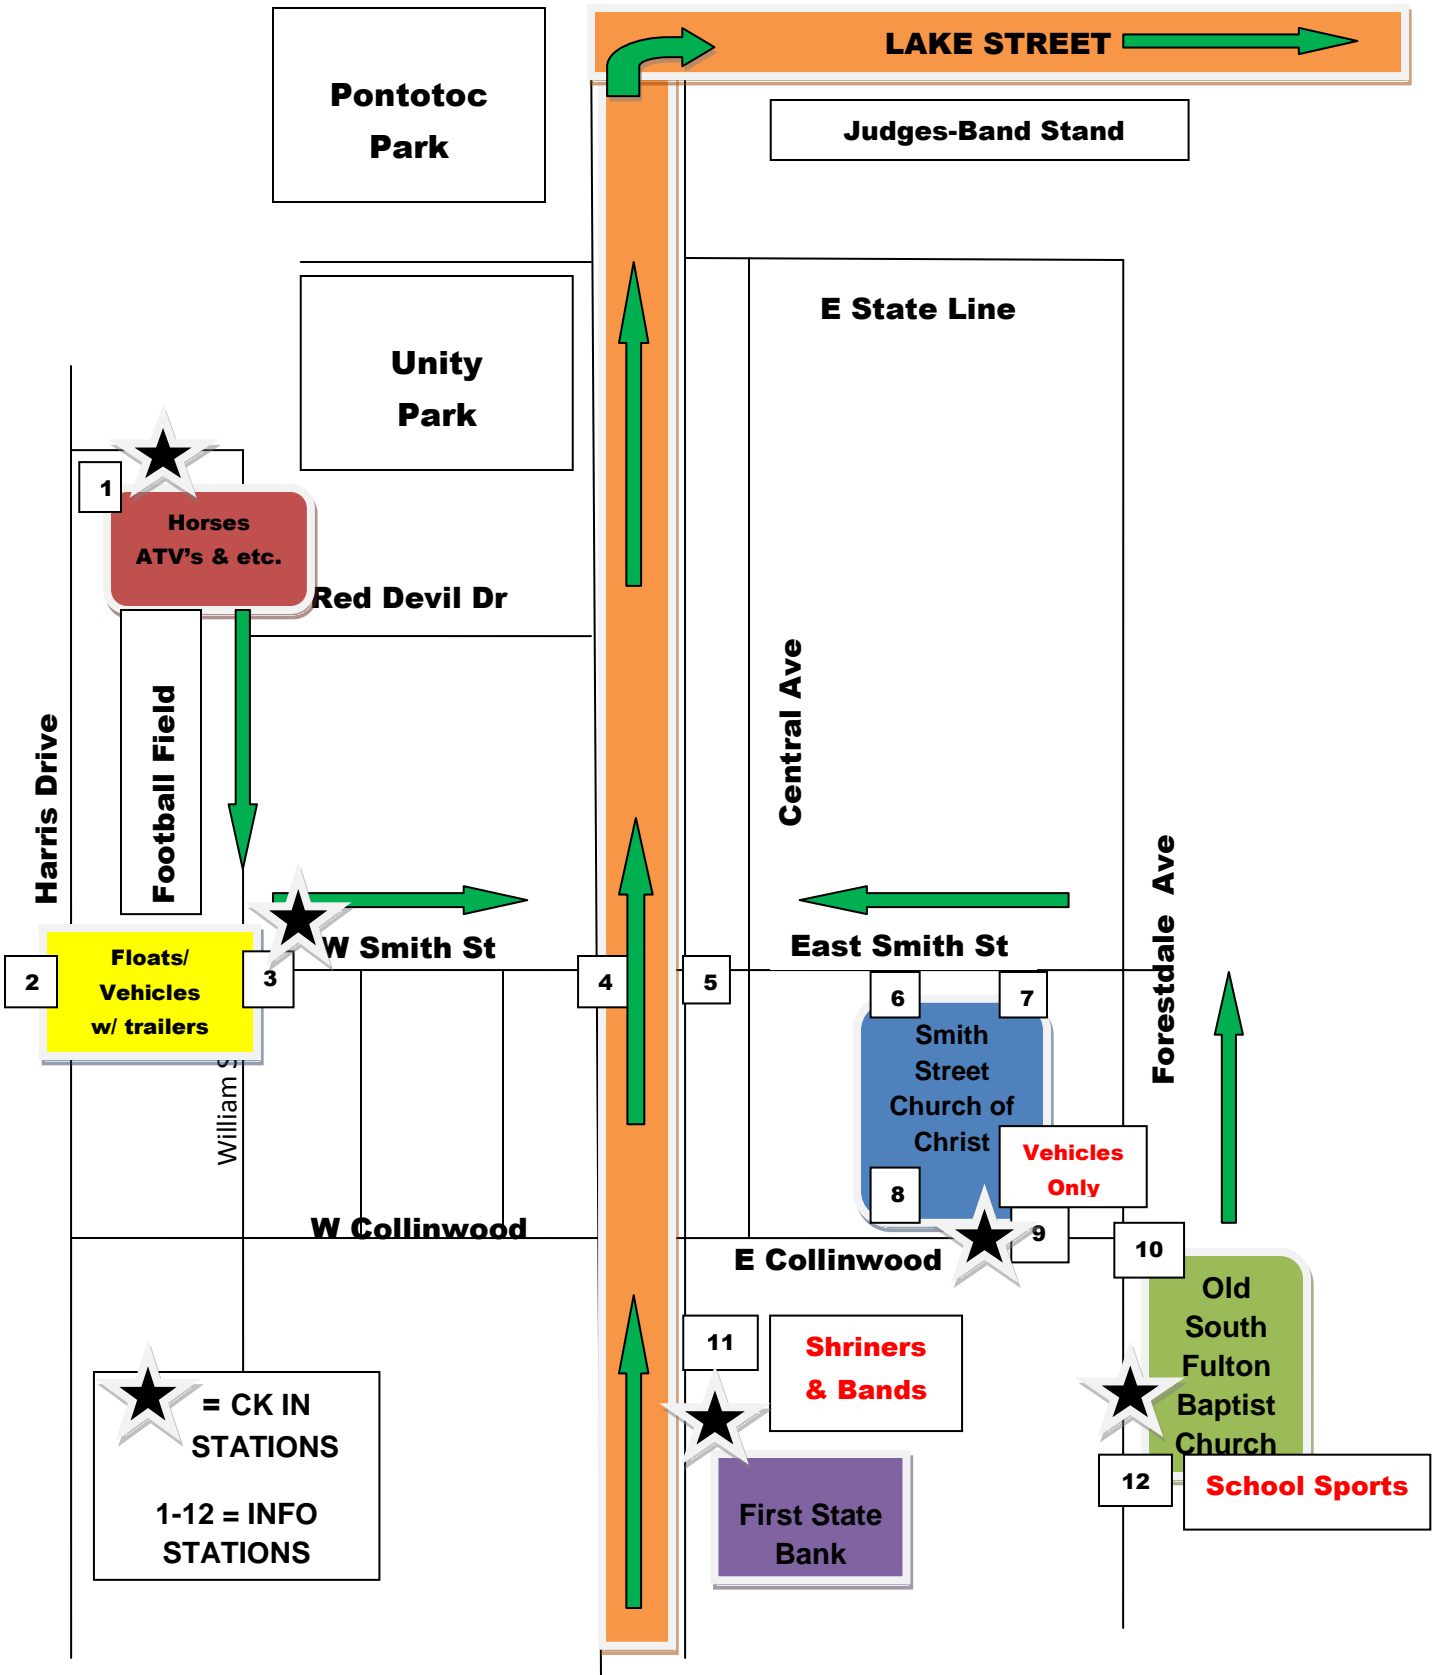 LAKE STREET
Pontotoc
Park
Judges-Band Stand
E State Line
Unity
Park
1
Horses
ATV's & etc.
Red Devil Dr
Central Ave
Football Field
Harris Drive
Forestdale Ave
W Smith St
East Smith St
Floats/
Vehicles
w/ trailers
2
3
4
5
6
7
Smith
Street
Church of
Christ
William S
Vehicles
Only
8
9
W Collinwood
E Collinwood
10
Old
South
Fulton
Baptist
Church
11
Shriners
& Bands
= CK IN
STATIONS
1-12 = INFO
STATIONS
12
School Sports
First State
Bank